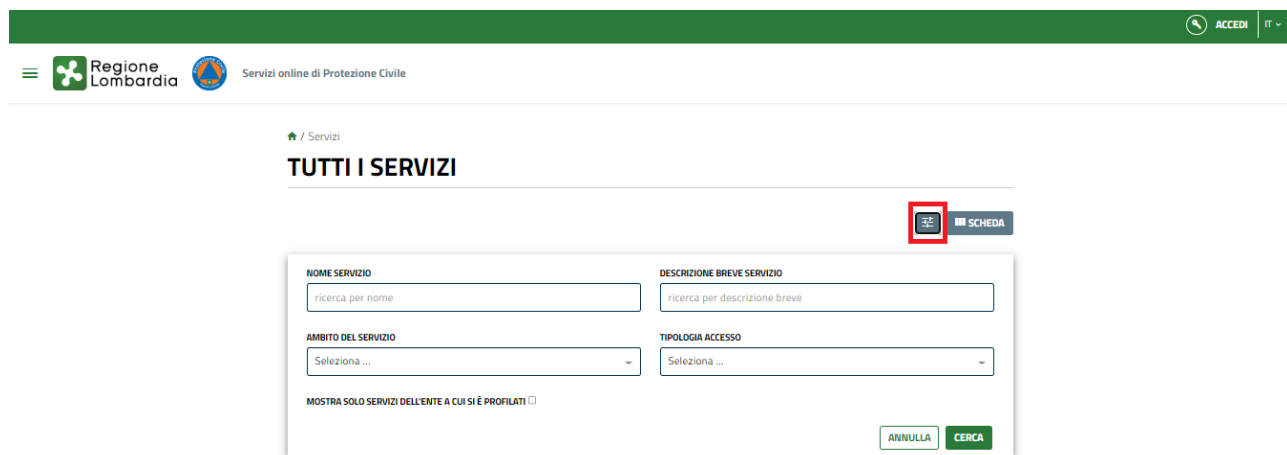 ACCEDI IT
Regione
Lombardia
Servizi online di Protezione Civile
/ Servizi
TUTTI I SERVIZI
SCHEDA
NOME SERVIZIO
DESCRIZIONE BREVE SERVIZIO
ricerca per nome
ricerca per descrizione breve
AMBITO DEL SERVIZIO
TIPOLOGIA ACCESSO
Seleziona ...
Seleziona ...
MOSTRA SOLO SERVIZI DELL'ENTE A CUI SI È PROFILATI
ANNULLA
CERCA